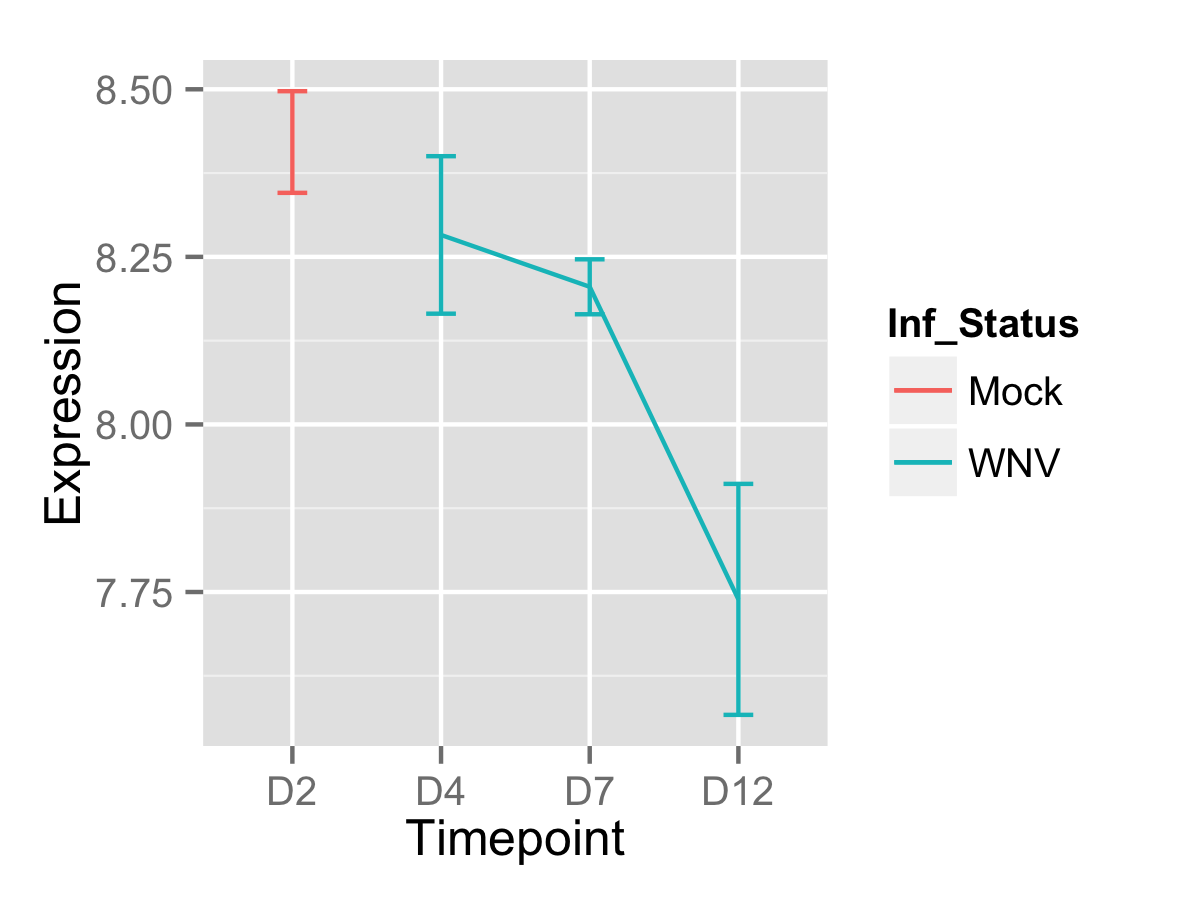 8.50
8.25
8.00
7.75
Expression
D2 D4 D7 D12
Timepoint
Inf_Status
Mock
WNV